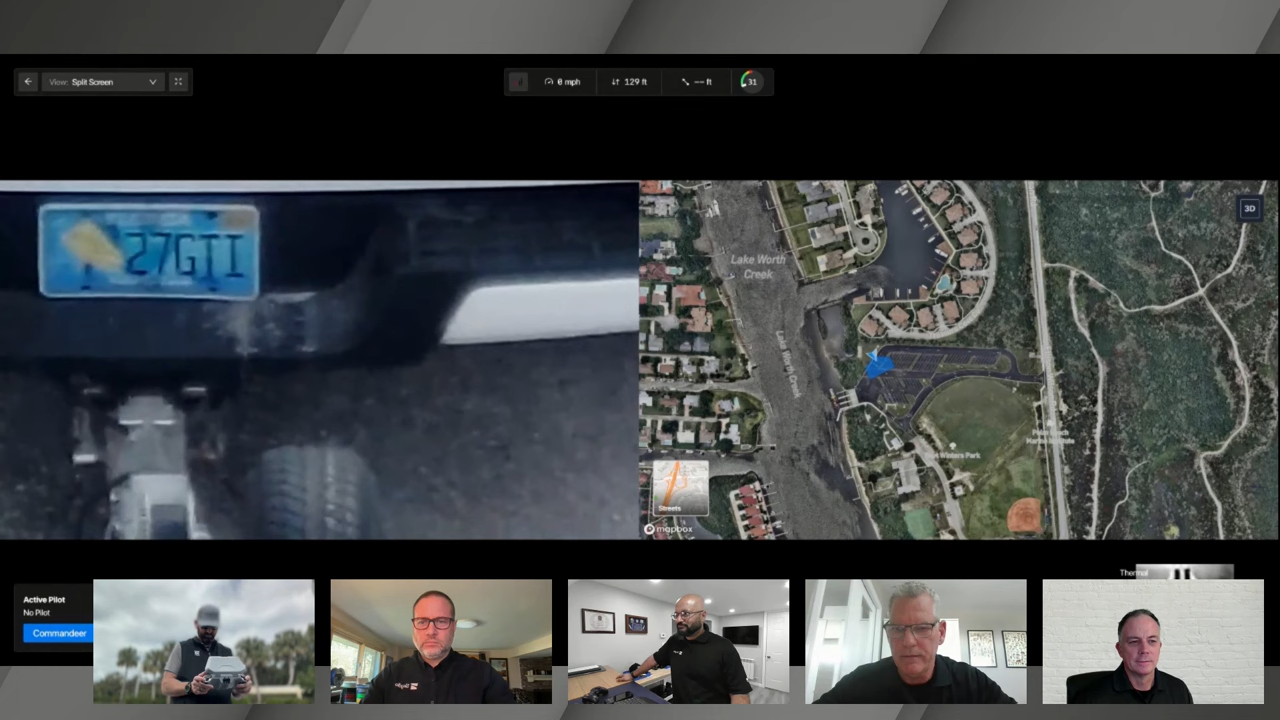 View: Split Screen
0 mph
129 ft
-- ft
31
27GTI
3D
Lake Worth
Creek
Lake Worth Creek
Streets
mapbox
Active Pilot
No Pilot
Commandeer